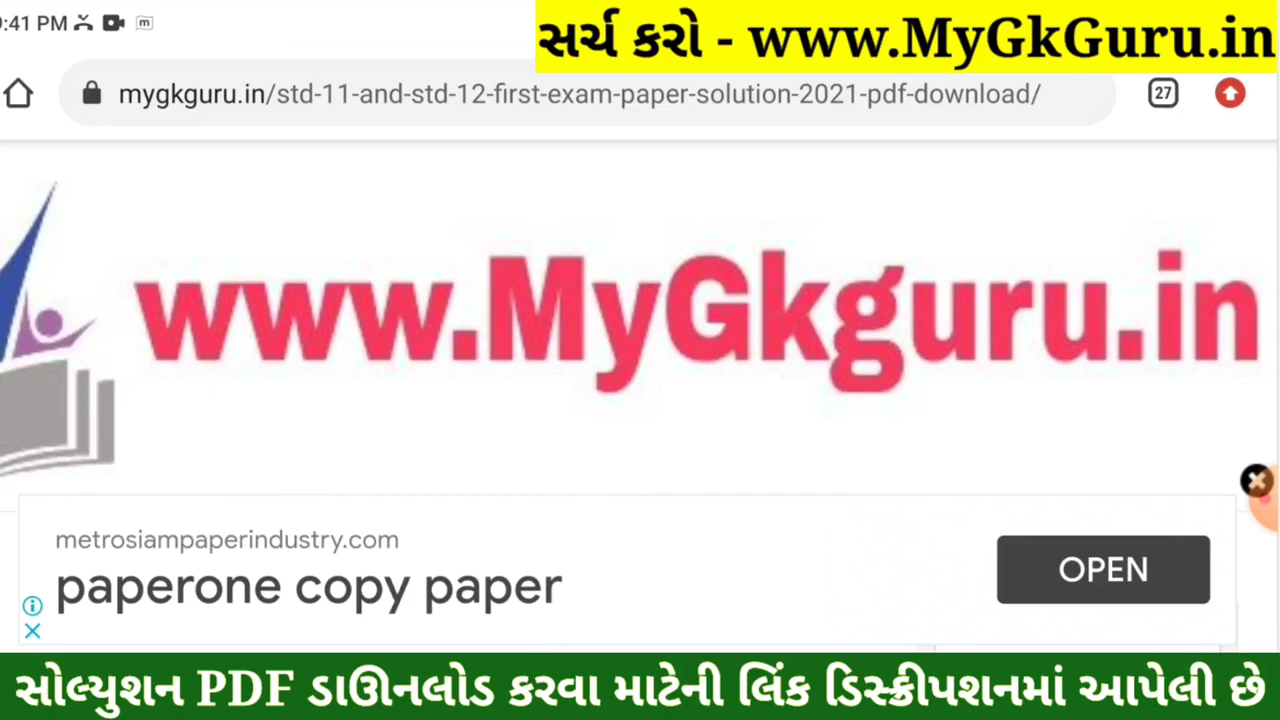 9:41 PM
સર્ચ કરો - www.MyGkGuru.in
mygkguru.in/std-11-and-std-12-first-exam-paper-solution-2021-pdf-download/
27
www.MyGkguru.in
metrosiampaperindustry.com
paperone copy paper
OPEN
સોલ્યુશન PDF ડાઊનલોડ કરવા માટેની લિંક ડિસ્ક્રીપશનમાં આપેલી છે